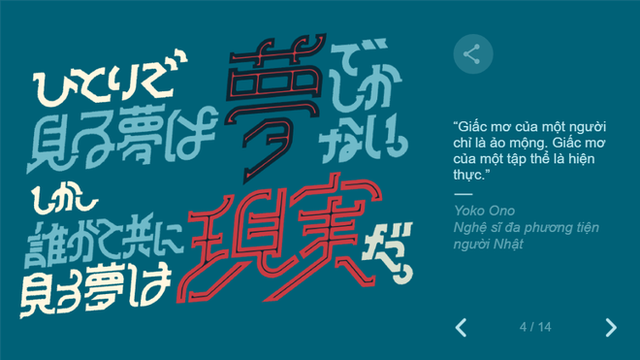 ひとりで
見る夢は夢でしかない。
しかし
誰かと共に
見る夢は現実だ。
“Giấc mơ của một người
chỉ là ảo mộng. Giấc mơ
của một tập thể là hiện
thực.”
Yoko Ono
Nghệ sĩ đa phương tiện
người Nhật
4 / 14